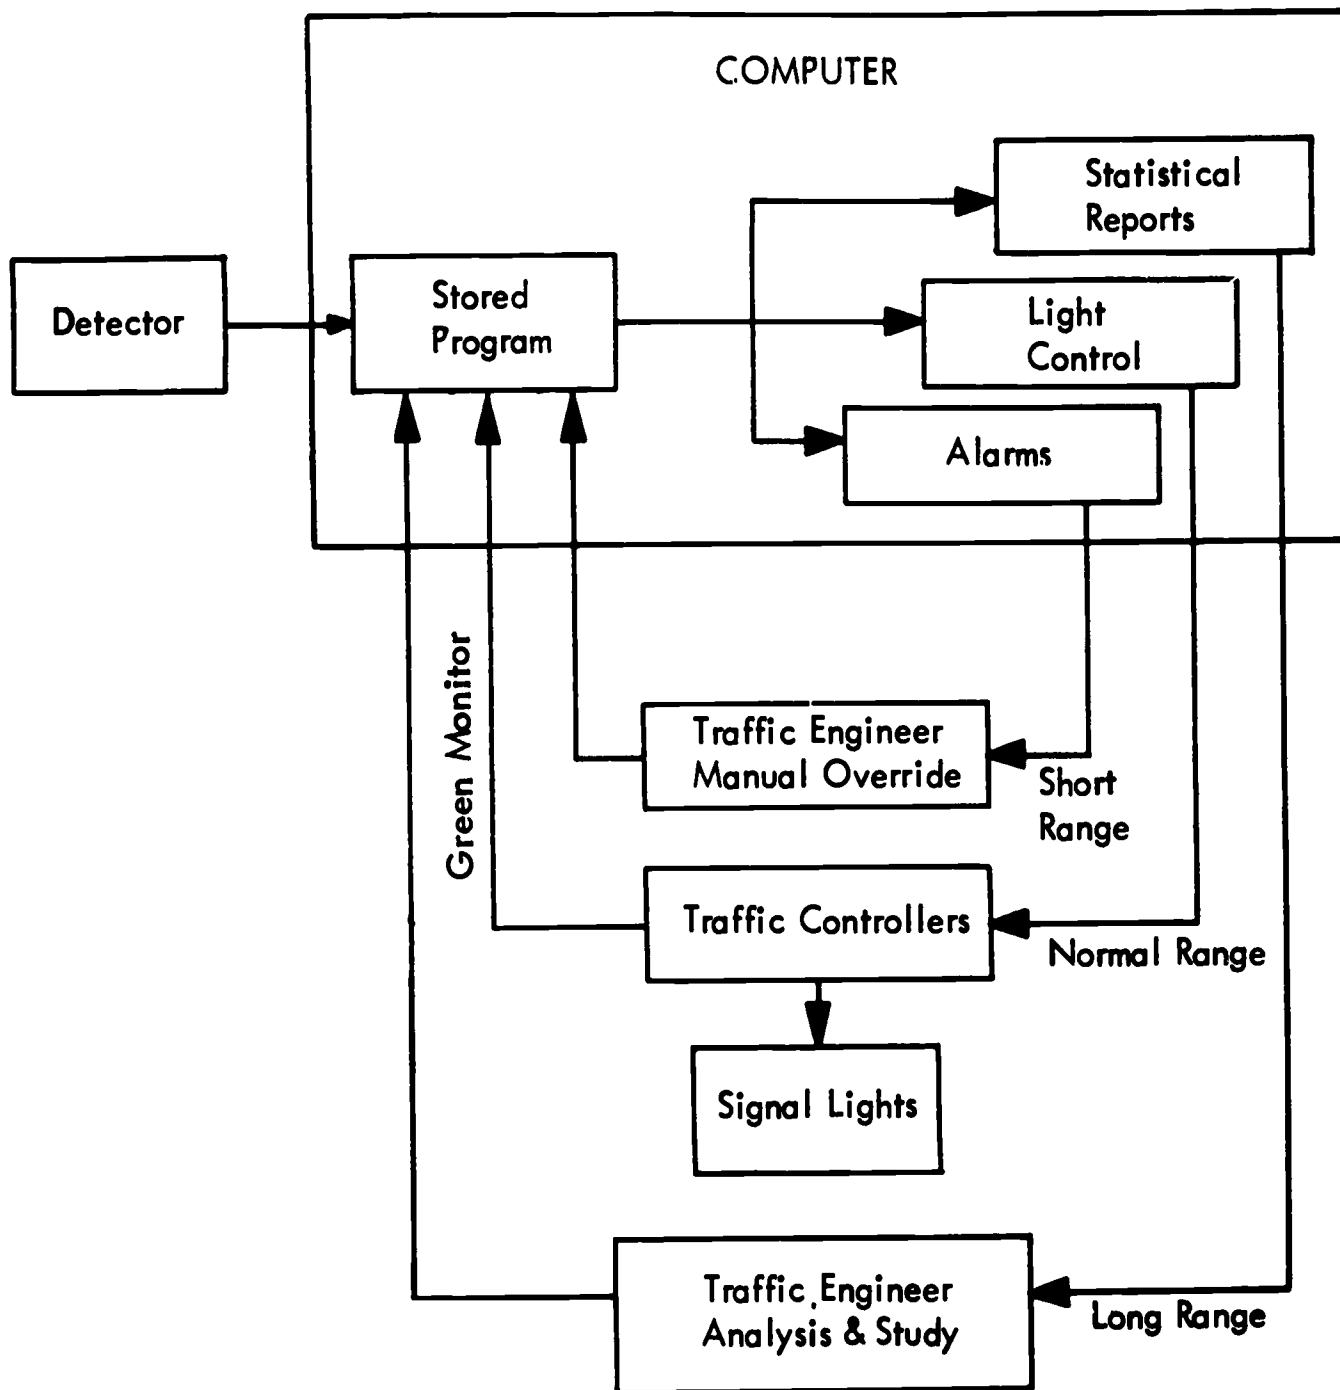 COMPUTER
Statistical
Reports
Detector
Stored
Program
Light
Control
Alarms
Green Monitor
Traffic Engineer
Manual Override
Short
Range
Traffic Controllers
Normal Range
Signal Lights
Traffic Engineer
Analysis & Study
Long Range